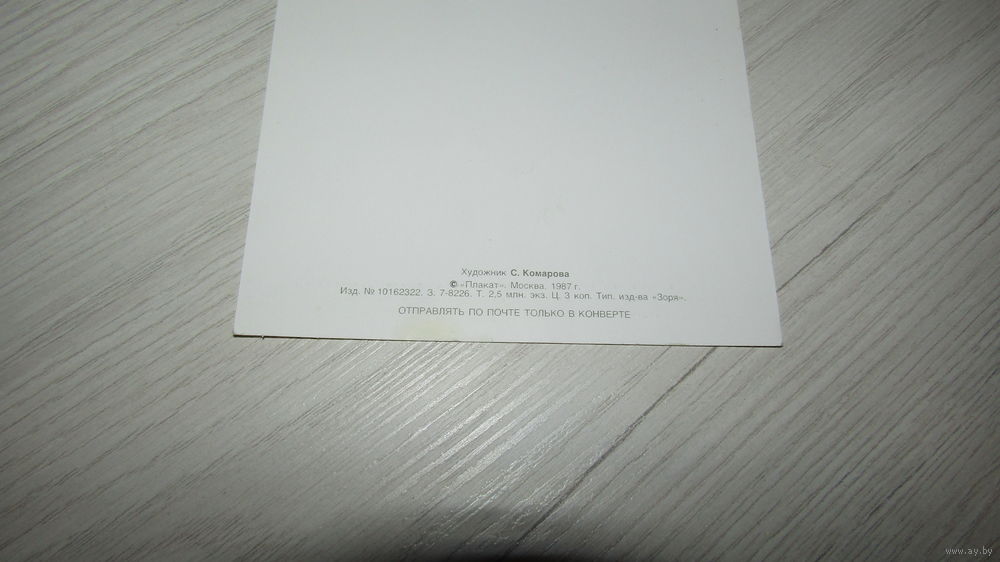 Художник С. Комарова
© «Плакат». Москва. 1987 г.
Изд. № 10162322. З. 7-8226. Т. 2,5 млн. экз. Ц. 3 коп. Тип. изд-ва «Зоря».
ОТПРАВЛЯТЬ ПО ПОЧТЕ ТОЛЬКО В КОНВЕРТЕ
www.ay.by